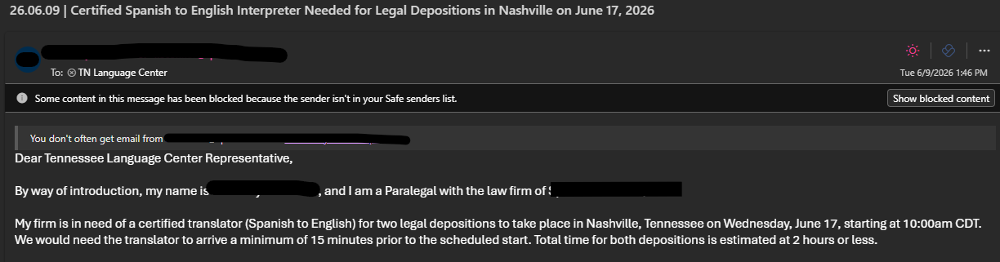 26.06.09 | Certified Spanish to English Interpreter Needed for Legal Depositions in Nashville on June 17, 2026
To: TN Language Center
Tue 6/9/2026 1:46 PM
Some content in this message has been blocked because the sender isn't in your Safe senders list.
Show blocked content
You don't often get email from
Dear Tennessee Language Center Representative,
By way of introduction, my name is , and I am a Paralegal with the law firm of
My firm is in need of a certified translator (Spanish to English) for two legal depositions to take place in Nashville, Tennessee on Wednesday, June 17, starting at 10:00am CDT.
We would need the translator to arrive a minimum of 15 minutes prior to the scheduled start. Total time for both depositions is estimated at 2 hours or less.